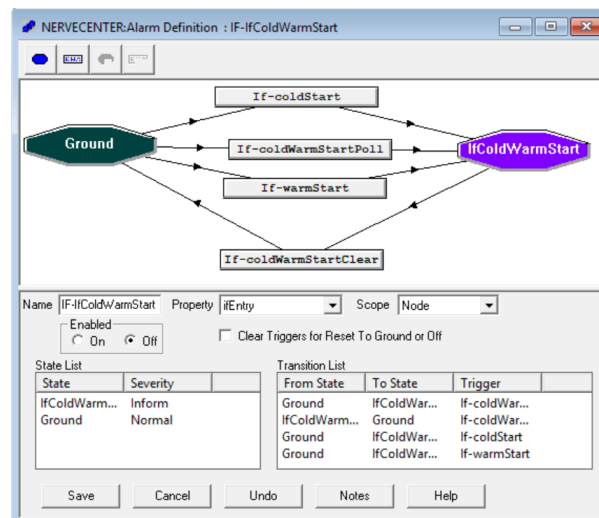 NERVECENTER:Alarm Definition : IF-IfColdWarmStart
If-coldStart
Ground
If-coldWarmStartPoll
IfColdWarmStart
If-warmStart
If-coldWarmStartClear
Name IF-IfColdWarmStart Property ifEntry Scope Node
Enabled
On Off Clear Triggers for Reset To Ground or Off
State List Transition List
State Severity From State To State Trigger
IfColdWarm... Inform Ground IfColdWar... If-coldWar...
Ground Normal IfColdWarm... Ground If-coldWar...
Ground IfColdWar... If-coldStart
Ground IfColdWar... If-warmStart
Save Cancel Undo Notes Help